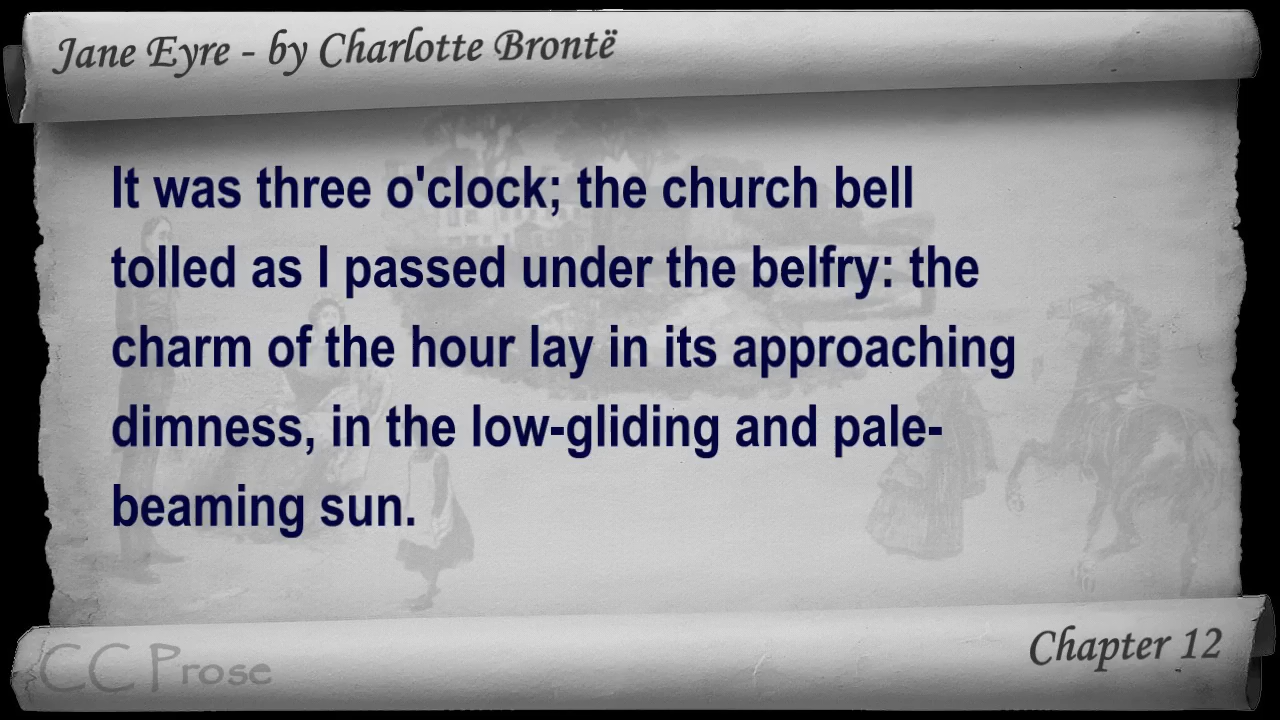 Jane Eyre - by Charlotte Brontë
It was three o'clock; the church bell
tolled as I passed under the belfry: the
charm of the hour lay in its approaching
dimness, in the low-gliding and pale-
beaming sun.
CC Prose
Chapter 12